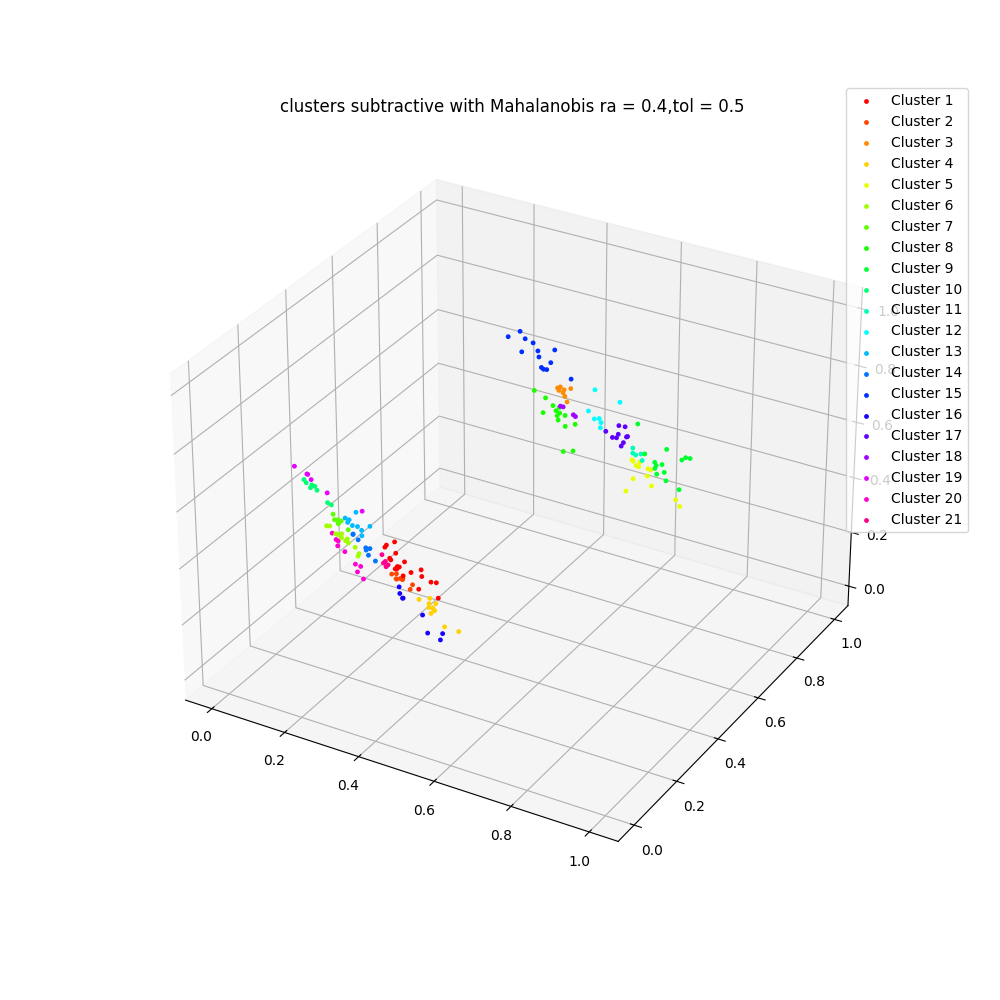 clusters subtractive with Mahalanobis ra = 0.4,tol = 0.5
Cluster 1
Cluster 2
Cluster 3
Cluster 4
Cluster 5
Cluster 6
Cluster 7
Cluster 8
Cluster 9
Cluster 10
Cluster 11
Cluster 12
Cluster 13
Cluster 14
Cluster 15
Cluster 16
Cluster 17
Cluster 18
Cluster 19
Cluster 20
Cluster 21
1.0
0.8
0.6
0.4
0.2
0.0
1.0
0.8
0.6
0.4
0.2
0.0
0.0
0.2
0.4
0.6
0.8
1.0